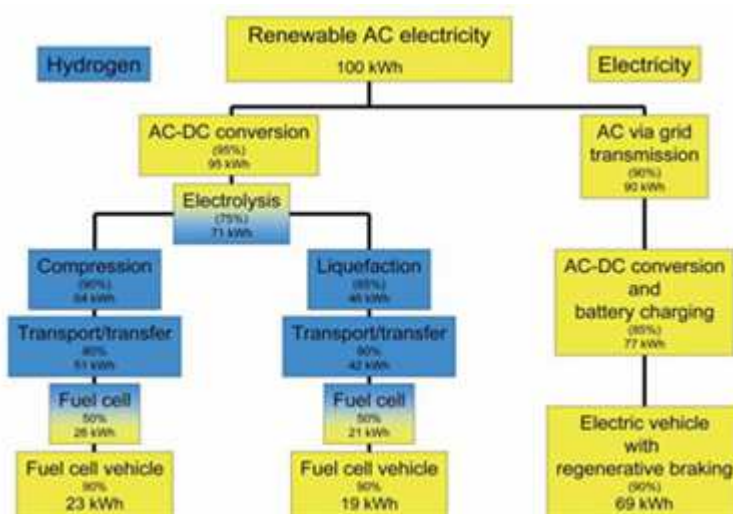 Hydrogen
Renewable AC electricity
100 kWh
Electricity
AC-DC conversion
(95%)
95 kWh
Electrolysis
(75%)
71 kWh
Compression
(90%)
64 kWh
Transport/transfer
80%
51 kWh
Fuel cell
50%
26 kWh
Fuel cell vehicle
90%
23 kWh
Liquefaction
(65%)
46 kWh
Transport/transfer
90%
42 kWh
Fuel cell
50%
21 kWh
Fuel cell vehicle
90%
19 kWh
AC via grid
transmission
(90%)
90 kWh
AC-DC conversion
and
battery charging
(85%)
77 kWh
Electric vehicle
with
regenerative braking
(90%)
69 kWh